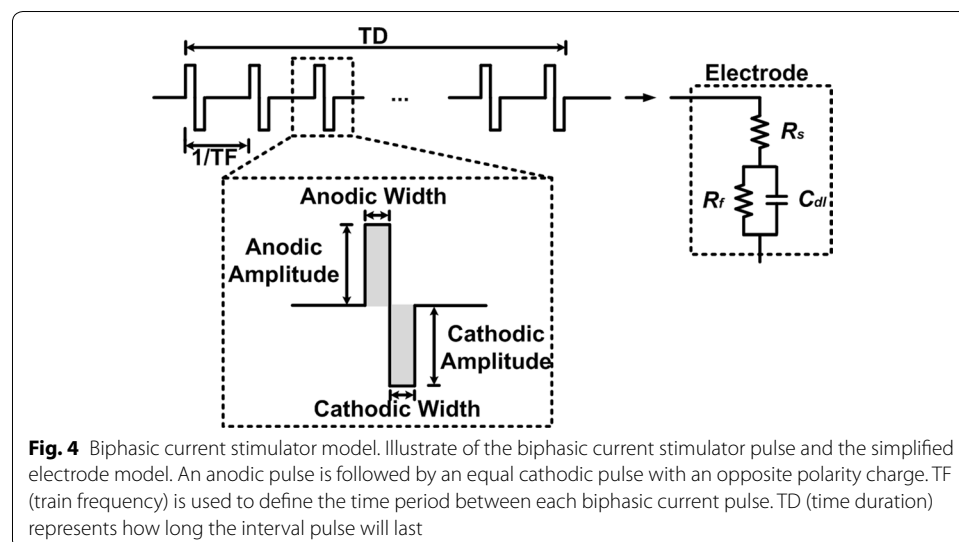 TD
...
1/TF
Electrode
Rs
Rf
Cdl
Anodic Width
Anodic
Amplitude
Cathodic
Amplitude
Cathodic Width
Fig. 4 Biphasic current stimulator model. Illustrate of the biphasic current stimulator pulse and the simplified
electrode model. An anodic pulse is followed by an equal cathodic pulse with an opposite polarity charge. TF
(train frequency) is used to define the time period between each biphasic current pulse. TD (time duration)
represents how long the interval pulse will last